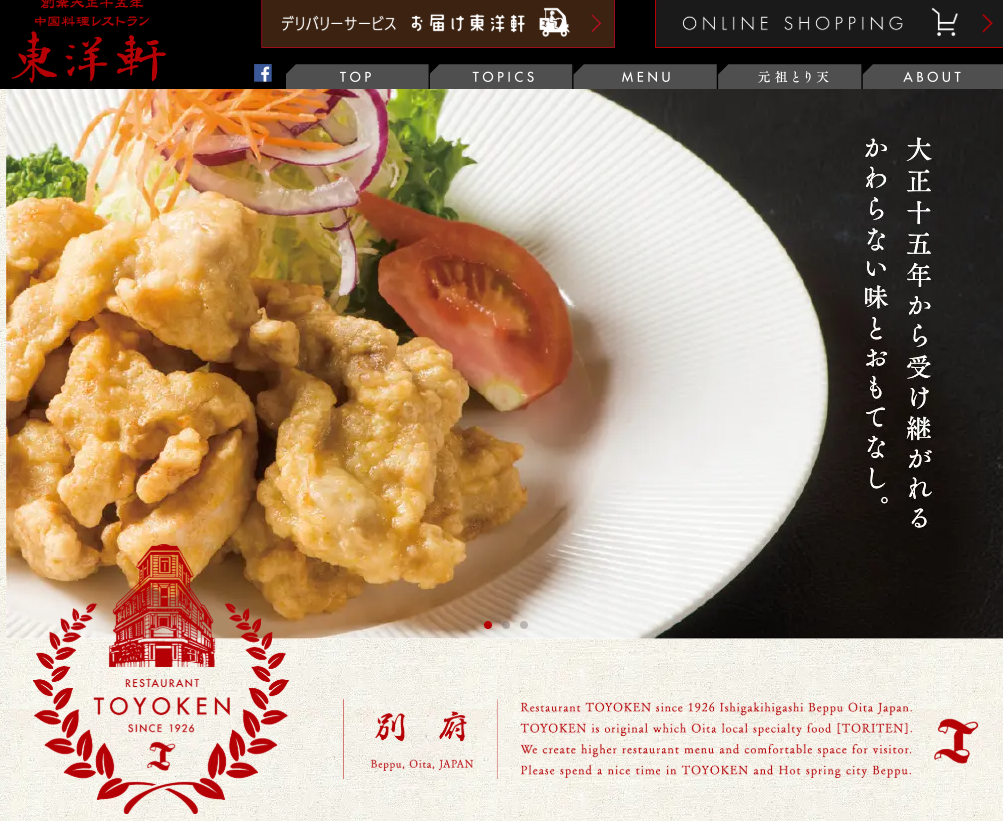 創業大正十五年
中国料理レストラン
東洋軒
デリバリーサービス お届け東洋軒
ONLINE SHOPPING
TOP
TOPICS
MENU
元祖とり天
ABOUT
大正十五年から受け継がれる
かわらない味とおもてなし。
RESTAURANT
TOYOKEN
SINCE 1926
別府
Beppu, Oita, JAPAN
Restaurant TOYOKEN since 1926 Ishigakihigashi Beppu Oita Japan.
TOYOKEN is original which Oita local specialty food [TORITEN].
We create higher restaurant menu and comfortable space for visitor.
Please spend a nice time in TOYOKEN and Hot spring city Beppu.